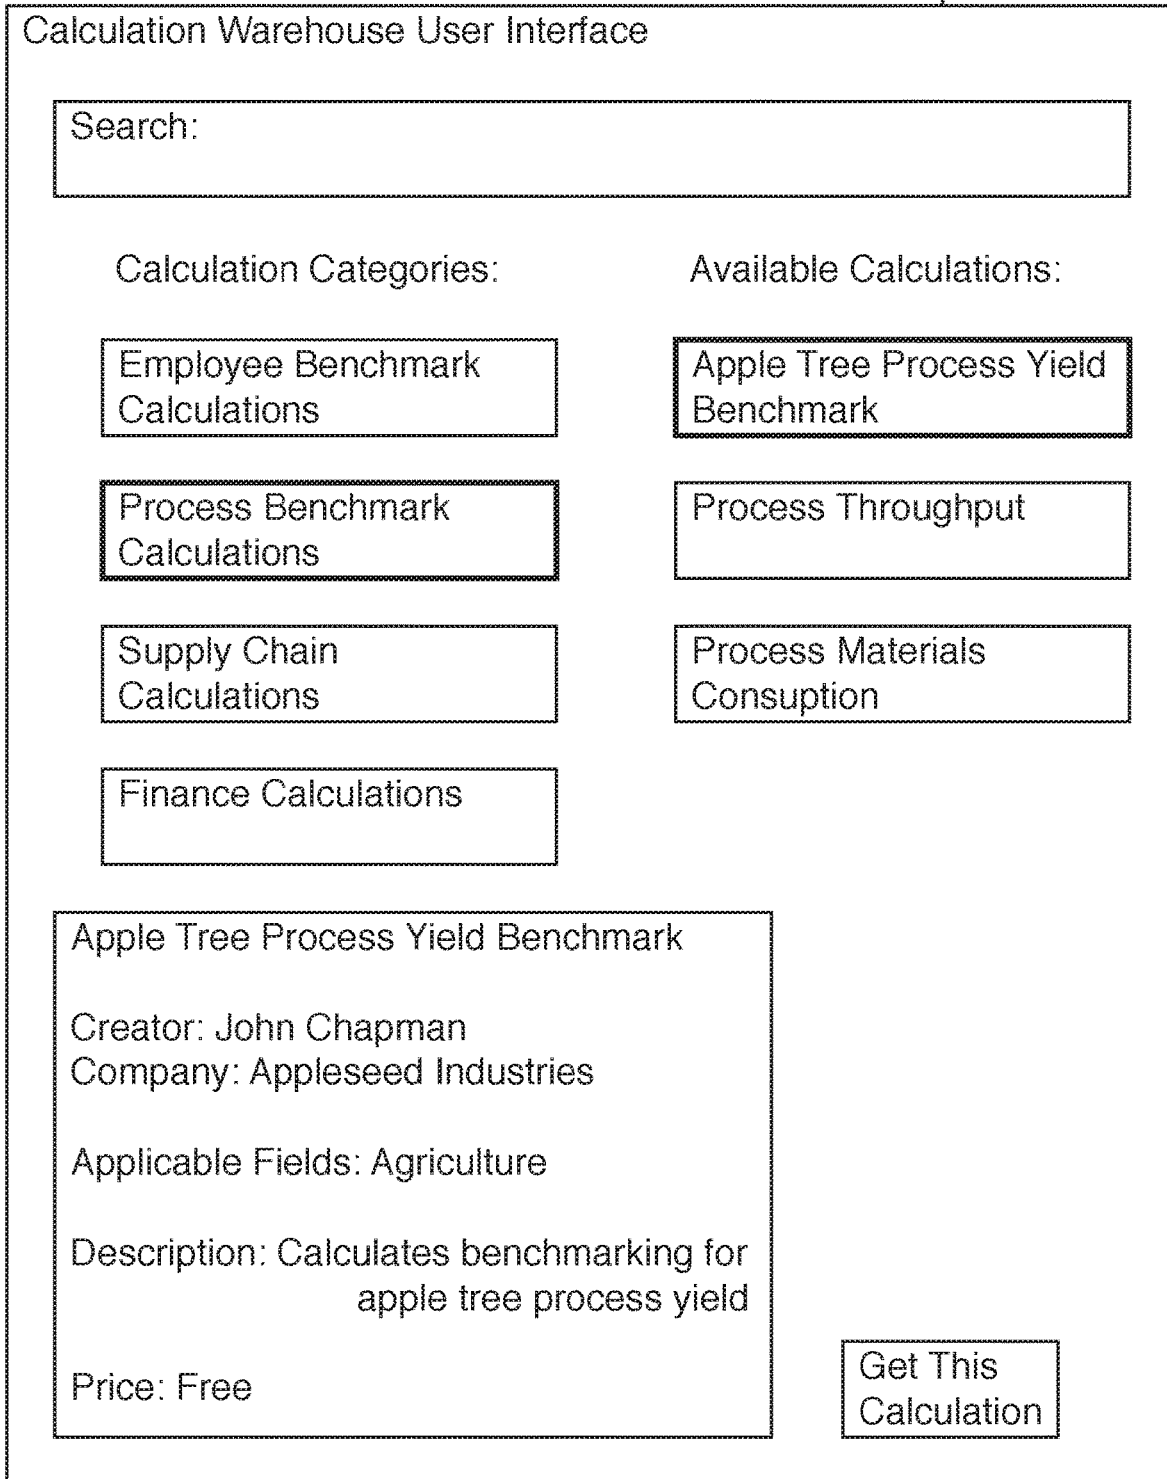 Calculation Warehouse User Interface
Search:
Calculation Categories:
Available Calculations:
Employee Benchmark
Calculations
Apple Tree Process Yield
Benchmark
Process Benchmark
Calculations
Process Throughput
Supply Chain
Calculations
Process Materials
Consuption
Finance Calculations
Apple Tree Process Yield Benchmark
Creator: John Chapman
Company: Appleseed Industries
Applicable Fields: Agriculture
Description: Calculates benchmarking for
apple tree process yield
Price: Free
Get This
Calculation